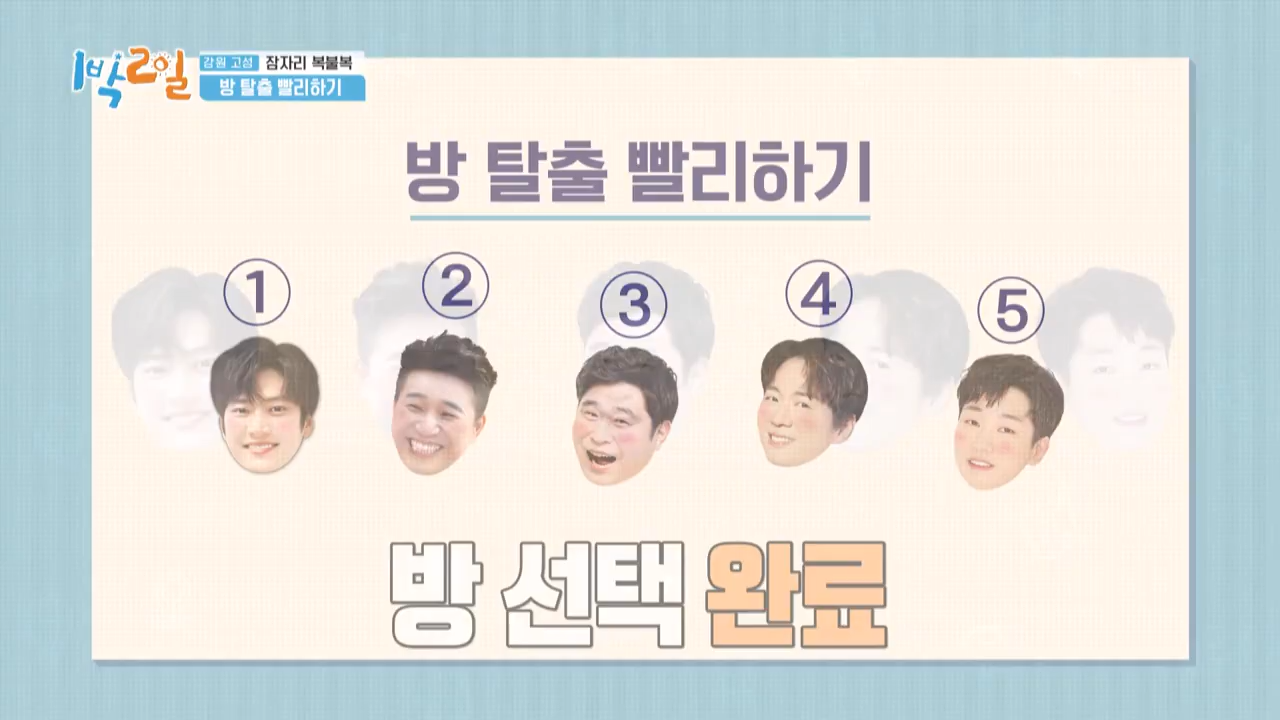 1박2일
강원 고성 잠자리 복불복
방 탈출 빨리하기
방 탈출 빨리하기
① ② ③ ④ ⑤
방 선택 완료